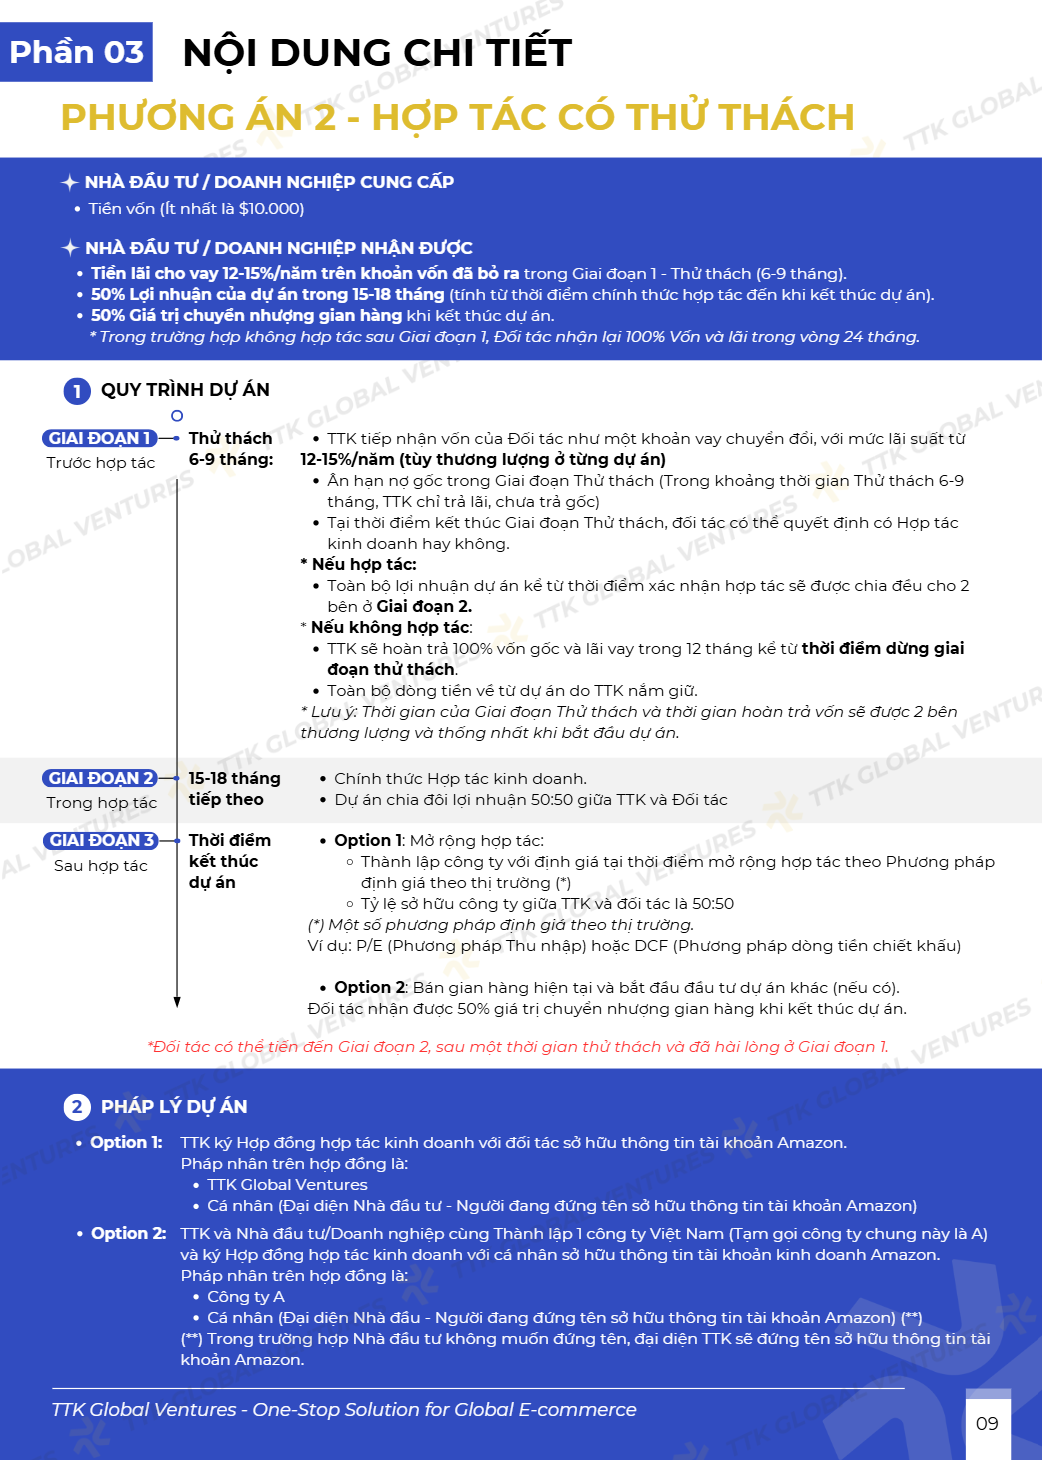 Phần 03
NỘI DUNG CHI TIẾT
PHƯƠNG ÁN 2 - HỢP TÁC CÓ THỬ THÁCH
NHÀ ĐẦU TƯ / DOANH NGHIỆP CUNG CẤP
• Tiền vốn (Ít nhất là $10.000)
NHÀ ĐẦU TƯ / DOANH NGHIỆP NHẬN ĐƯỢC
• Tiền lãi cho vay 12-15%/năm trên khoản vốn đã bỏ ra trong Giai đoạn 1 - Thử thách (6-9 tháng).
• 50% Lợi nhuận của dự án trong 15-18 tháng (tính từ thời điểm chính thức hợp tác đến khi kết thúc dự án).
• 50% Giá trị chuyển nhượng gian hàng khi kết thúc dự án.
* Trong trường hợp không hợp tác sau Giai đoạn 1, Đối tác nhận lại 100% Vốn và lãi trong vòng 24 tháng.
1 QUY TRÌNH DỰ ÁN
GIAI ĐOẠN 1
Trước hợp tác
Thử thách
6-9 tháng:
• TTK tiếp nhận vốn của Đối tác như một khoản vay chuyển đổi, với mức lãi suất từ
12-15%/năm (tùy thương lượng ở từng dự án)
• Ân hạn nợ gốc trong Giai đoạn Thử thách (Trong khoảng thời gian Thử thách 6-9
tháng, TTK chỉ trả lãi, chưa trả gốc)
• Tại thời điểm kết thúc Giai đoạn Thử thách, đối tác có thể quyết định có Hợp tác
kinh doanh hay không.
* Nếu hợp tác:
• Toàn bộ lợi nhuận dự án kể từ thời điểm xác nhận hợp tác sẽ được chia đều cho 2
bên ở Giai đoạn 2.
* Nếu không hợp tác:
• TTK sẽ hoàn trả 100% vốn gốc và lãi vay trong 12 tháng kể từ thời điểm dừng giai
đoạn thử thách.
• Toàn bộ dòng tiền về từ dự án do TTK nắm giữ.
* Lưu ý: Thời gian của Giai đoạn Thử thách và thời gian hoàn trả vốn sẽ được 2 bên
thương lượng và thống nhất khi bắt đầu dự án.
GIAI ĐOẠN 2
Trong hợp tác
15-18 tháng
tiếp theo
• Chính thức Hợp tác kinh doanh.
• Dự án chia đôi lợi nhuận 50:50 giữa TTK và Đối tác
GIAI ĐOẠN 3
Sau hợp tác
Thời điểm
kết thúc
dự án
• Option 1: Mở rộng hợp tác:
○ Thành lập công ty với định giá tại thời điểm mở rộng hợp tác theo Phương pháp
định giá theo thị trường (*)
○ Tỷ lệ sở hữu công ty giữa TTK và đối tác là 50:50
(*) Một số phương pháp định giá theo thị trường.
Ví dụ: P/E (Phương pháp Thu nhập) hoặc DCF (Phương pháp dòng tiền chiết khấu)
• Option 2: Bán gian hàng hiện tại và bắt đầu đầu tư dự án khác (nếu có).
Đối tác nhận được 50% giá trị chuyển nhượng gian hàng khi kết thúc dự án.
*Đối tác có thể tiến đến Giai đoạn 2, sau một thời gian thử thách và đã hài lòng ở Giai đoạn 1.
2 PHÁP LÝ DỰ ÁN
• Option 1: TTK ký Hợp đồng hợp tác kinh doanh với đối tác sở hữu thông tin tài khoản Amazon.
Pháp nhân trên hợp đồng là:
• TTK Global Ventures
• Cá nhân (Đại diện Nhà đầu tư - Người đang đứng tên sở hữu thông tin tài khoản Amazon)
• Option 2: TTK và Nhà đầu tư/Doanh nghiệp cùng Thành lập 1 công ty Việt Nam (Tạm gọi công ty chung này là A)
và ký Hợp đồng hợp tác kinh doanh với cá nhân sở hữu thông tin tài khoản kinh doanh Amazon.
Pháp nhân trên hợp đồng là:
• Công ty A
• Cá nhân (Đại diện Nhà đầu - Người đang đứng tên sở hữu thông tin tài khoản Amazon) (**)
(**) Trong trường hợp Nhà đầu tư không muốn đứng tên, đại diện TTK sẽ đứng tên sở hữu thông tin tài
khoản Amazon.
TTK Global Ventures - One-Stop Solution for Global E-commerce
09